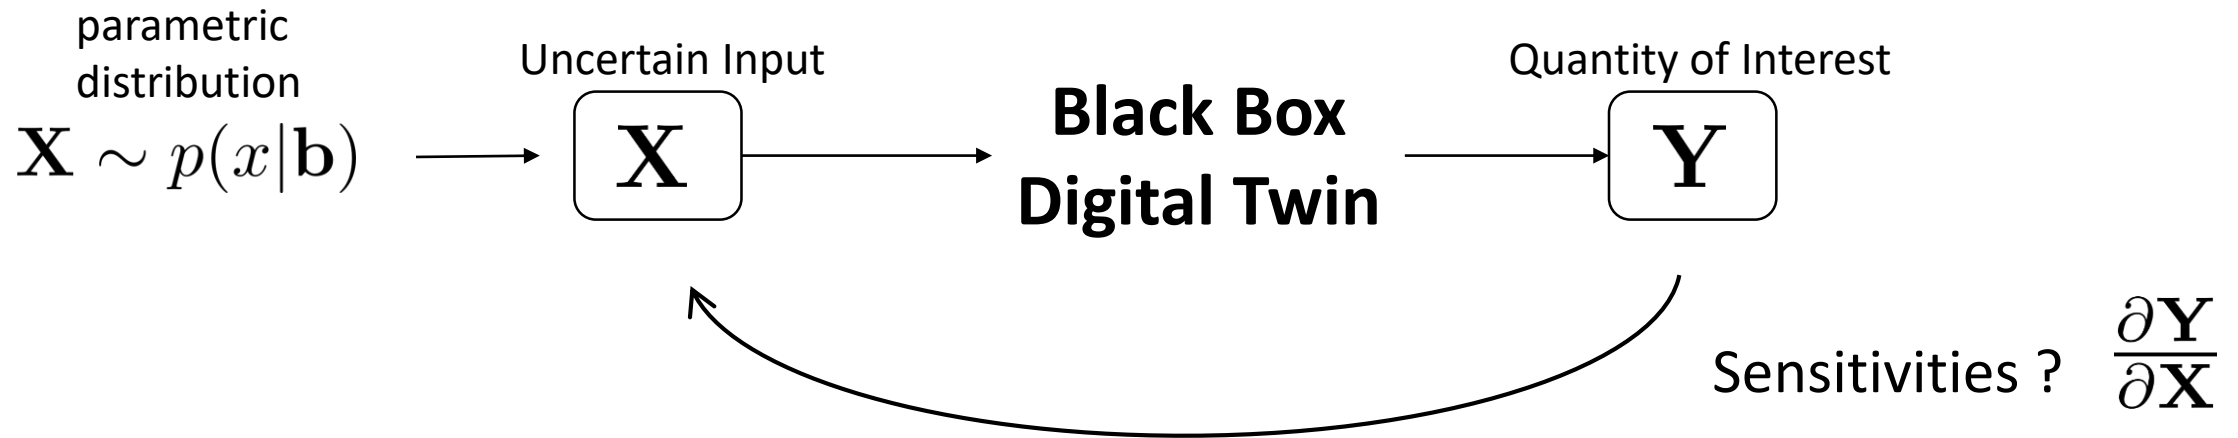 parametric
distribution
𝐗 ∼ p(x|𝐛)
Uncertain Input
𝐗
Black Box
Digital Twin
Quantity of Interest
𝐘
Sensitivities ? ∂𝐘/∂𝐗